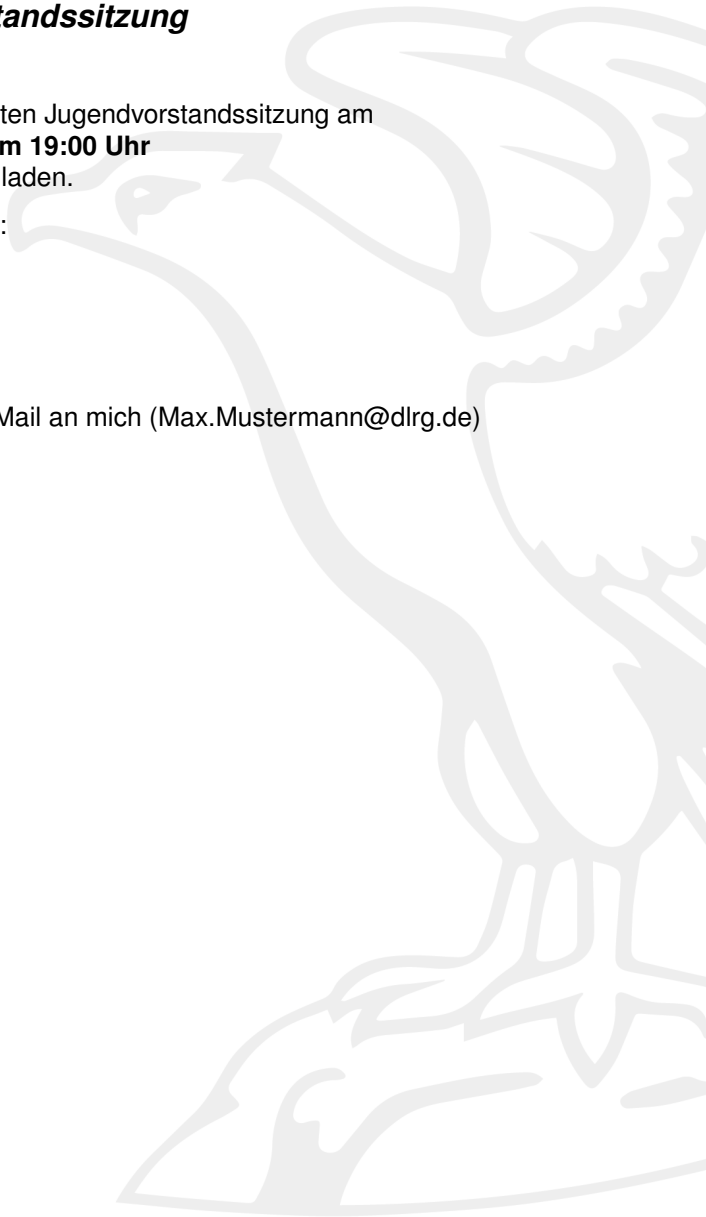 tandssitzung
ten Jugendvorstandssitzung am
m 19:00 Uhr
laden.
:
Mail an mich (Max.Mustermann@dlrg.de)